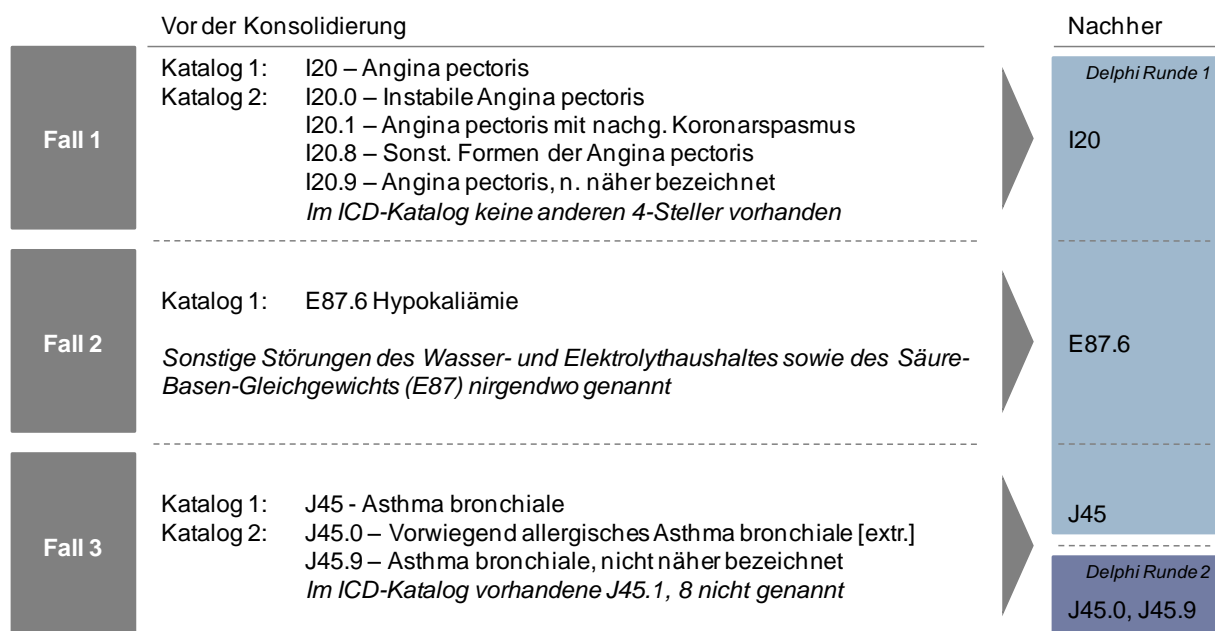 Vor der Konsolidierung
Nachher
Fall 1
Katalog 1: I20 – Angina pectoris
Katalog 2: I20.0 – Instabile Angina pectoris
I20.1 – Angina pectoris mit nachg. Koronarspasmus
I20.8 – Sonst. Formen der Angina pectoris
I20.9 – Angina pectoris, n. näher bezeichnet
Im ICD-Katalog keine anderen 4-Steller vorhanden
Delphi Runde 1
I20
Fall 2
Katalog 1: E87.6 Hypokaliämie
Sonstige Störungen des Wasser- und Elektrolythaushaltes sowie des Säure-
Basen-Gleichgewichts (E87) nirgendwo genannt
E87.6
Fall 3
Katalog 1: J45 - Asthma bronchiale
Katalog 2: J45.0 – Vorwiegend allergisches Asthma bronchiale [extr.]
J45.9 – Asthma bronchiale, nicht näher bezeichnet
Im ICD-Katalog vorhandene J45.1, 8 nicht genannt
J45
Delphi Runde 2
J45.0, J45.9